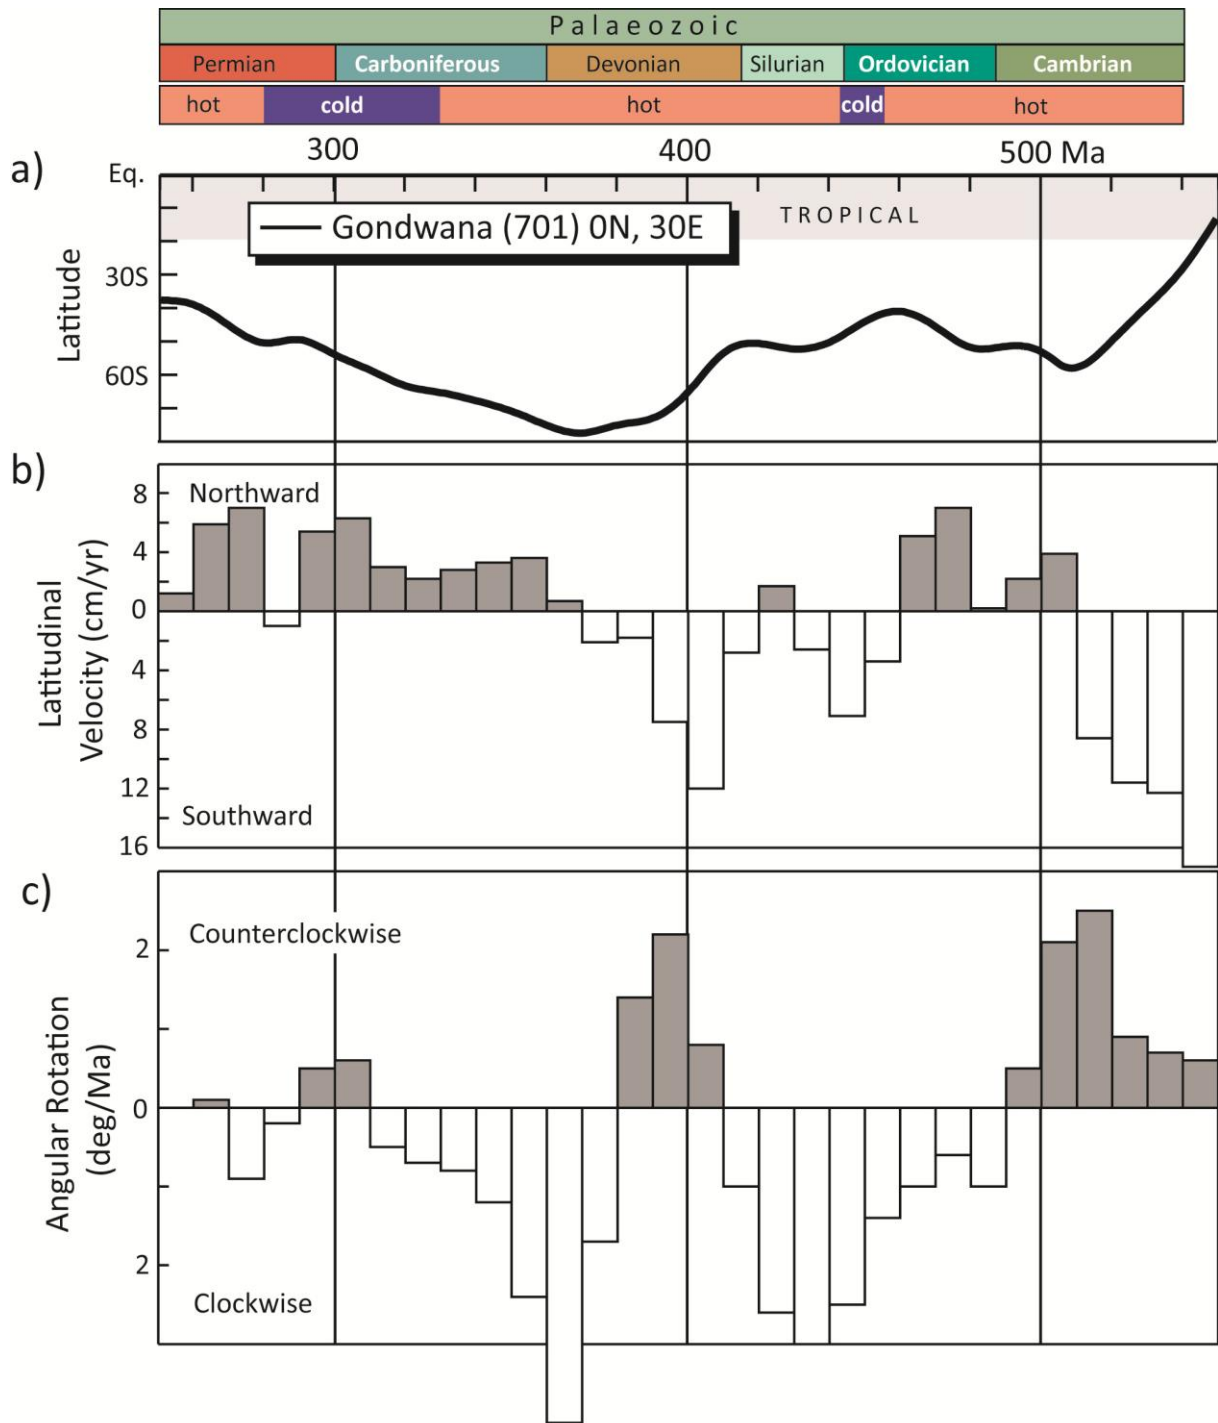 Palaeozoic
Permian Carboniferous Devonian Silurian Ordovician Cambrian
hot cold hot cold hot
300 400 500 Ma
a)
Eq.
TROPICAL
Gondwana (701) 0N, 30E
30S
60S
Latitude
b)
Northward
8
4
0
4
8
12
16
Latitudinal
Velocity (cm/yr)
Southward
c)
Counterclockwise
2
0
2
Angular Rotation
(deg/Ma)
Clockwise